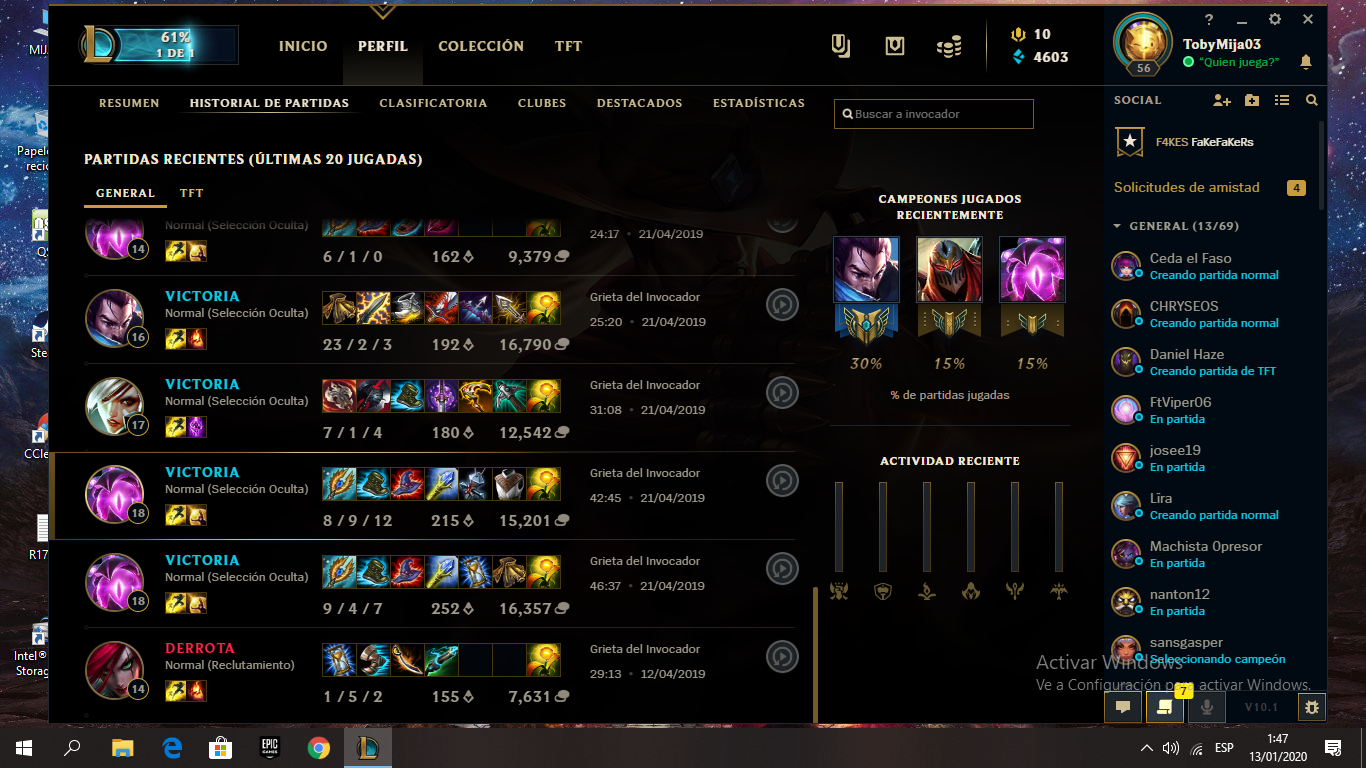 61%
1 DE 1
INICIO
PERFIL
COLECCIÓN
TFT
10
4603
56
TobyMija03
"Quien juega?"
RESUMEN
HISTORIAL DE PARTIDAS
CLASIFICATORIA
CLUBES
DESTACADOS
ESTADÍSTICAS
Buscar a invocador
PARTIDAS RECIENTES (ÚLTIMAS 20 JUGADAS)
GENERAL
TFT
14
Normal (Selección Oculta)
6 / 1 / 0
162
9,379
24:17 • 21/04/2019
16
VICTORIA
Normal (Selección Oculta)
23 / 2 / 3
192
16,790
Grieta del Invocador
25:20 • 21/04/2019
17
VICTORIA
Normal (Selección Oculta)
7 / 1 / 4
180
12,542
Grieta del Invocador
31:08 • 21/04/2019
18
VICTORIA
Normal (Selección Oculta)
8 / 9 / 12
215
15,201
Grieta del Invocador
42:45 • 21/04/2019
18
VICTORIA
Normal (Selección Oculta)
9 / 4 / 7
252
16,357
Grieta del Invocador
46:37 • 21/04/2019
14
DERROTA
Normal (Reclutamiento)
1 / 5 / 2
155
7,631
Grieta del Invocador
29:13 • 12/04/2019
CAMPEONES JUGADOS
RECIENTEMENTE
30%
15%
15%
% de partidas jugadas
ACTIVIDAD RECIENTE
SOCIAL
F4KES FaKeFaKeRs
Solicitudes de amistad
4
GENERAL (13/69)
Ceda el Faso
Creando partida normal
CHRYSEOS
Creando partida normal
Daniel Haze
Creando partida de TFT
FtViper06
En partida
josee19
En partida
Lira
Creando partida normal
Machista 0presor
En partida
nanton12
En partida
sansgasper
Seleccionando campeón
Activar Windows
Ve a Configuración para activar Windows.
7
V10.1
MIJ
Papelo
recic
Ste
CCle
R17
Intel®
Storag
EPIC
GAMES
ESP
1:47
13/01/2020